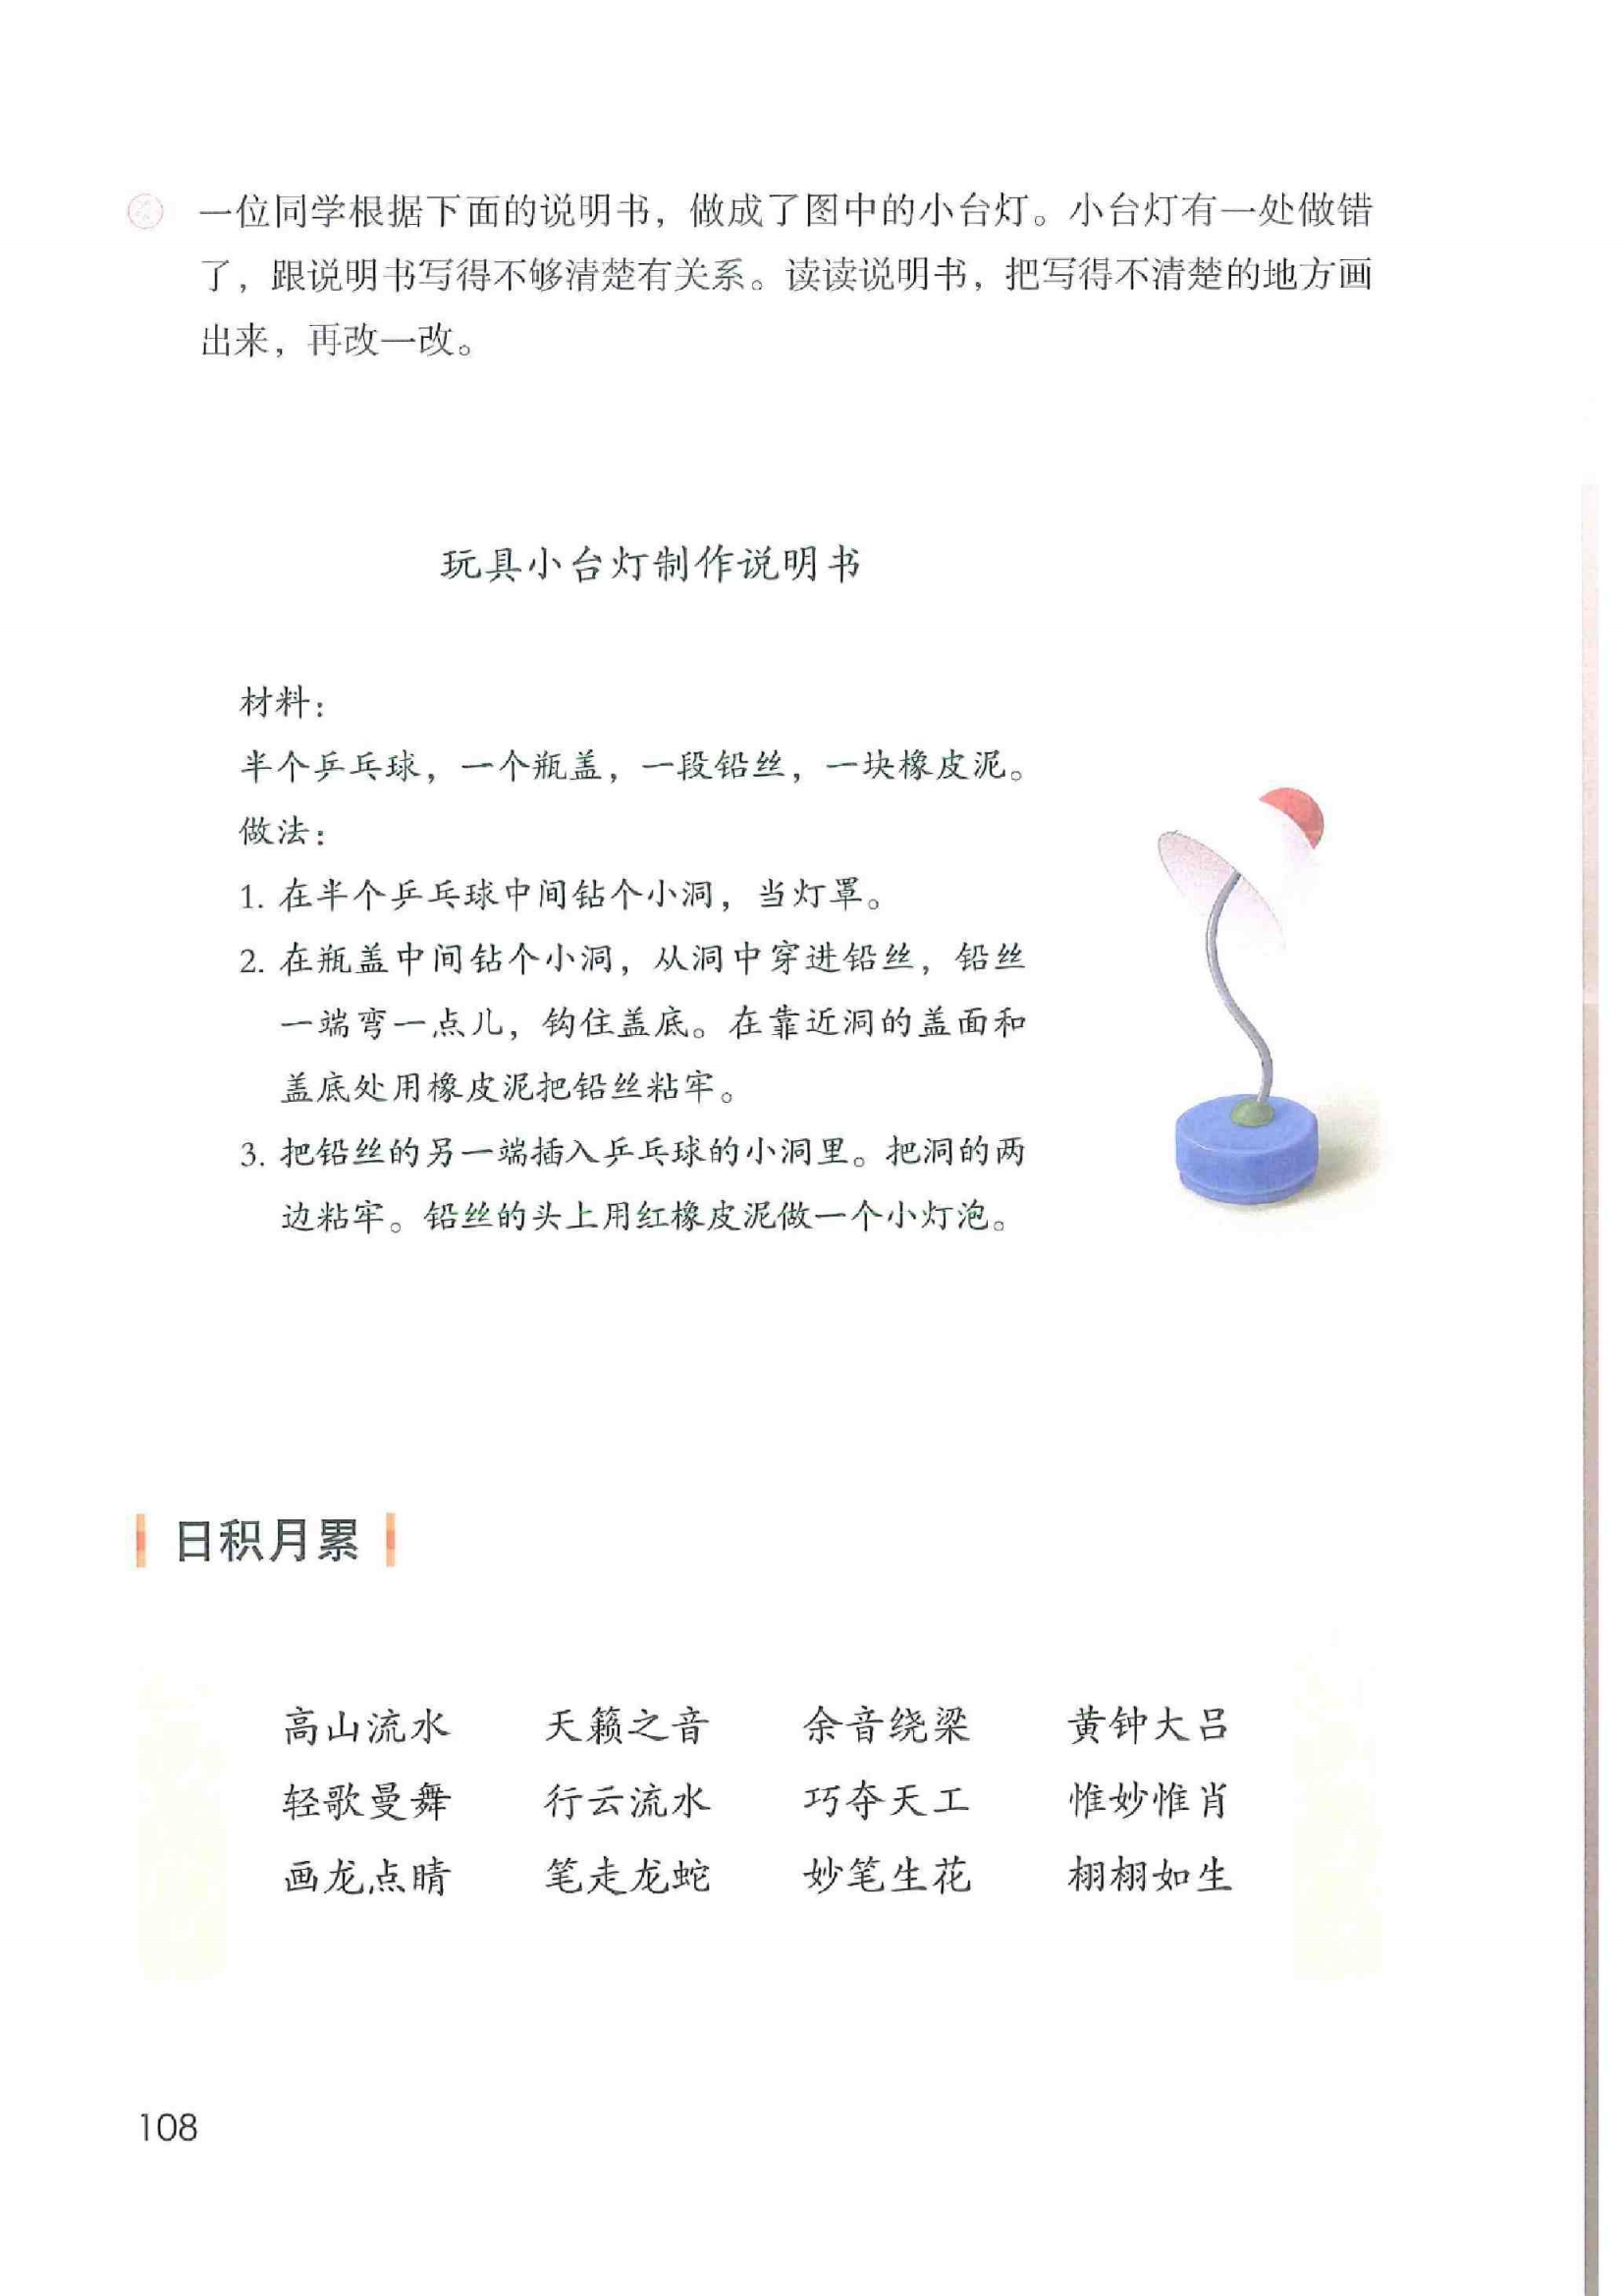 一位同学根据下面的说明书，做成了图中的小台灯。小台灯有一处做错
了，跟说明书写得不够清楚有关系。读读说明书，把写得不清楚的地方画
出来，再改一改。
玩具小台灯制作说明书
材料：
半个乒乓球，一个瓶盖，一段铅丝，一块橡皮泥。
做法：
1. 在半个乒乓球中间钻个小洞，当灯罩。
2. 在瓶盖中间钻个小洞，从洞中穿进铅丝，铅丝
一端弯一点儿，钩住盖底。在靠近洞的盖面和
盖底处用橡皮泥把铅丝粘牢。
3. 把铅丝的另一端插入乒乓球的小洞里。把洞的两
边粘牢。铅丝的头上用红橡皮泥做一个小灯泡。
日积月累
高山流水 天籁之音 余音绕梁 黄钟大吕
轻歌曼舞 行云流水 巧夺天工 惟妙惟肖
画龙点睛 笔走龙蛇 妙笔生花 栩栩如生
108